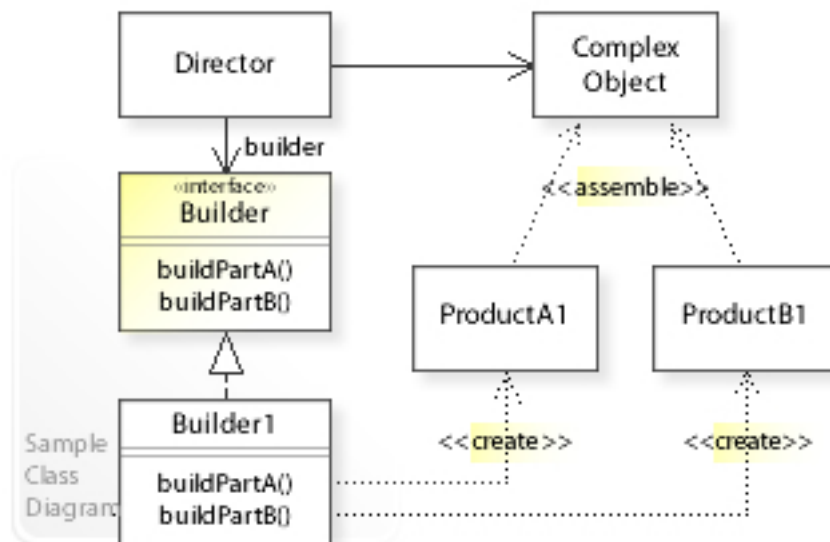 Director
Complex
Object
builder
«interface»
Builder
<<assemble>>
buildPartA()
buildPartB()
ProductA1
ProductB1
Builder1
<<create>>
<<create>>
Sample
Class
Diagram
buildPartA()
buildPartB()